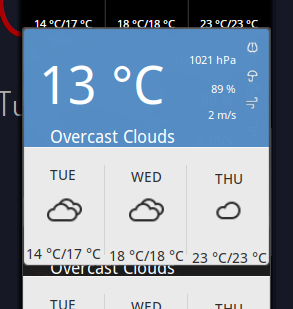 14 °C/17 °C 18 °C/18 °C 23 °C/23 °C
13 °C
1021 hPa
89 %
2 m/s
Tu
Overcast Clouds
TUE WED THU
14 °C/17 °C 18 °C/18 °C 23 °C/23 °C
Overcast Clouds
TUE WED THU